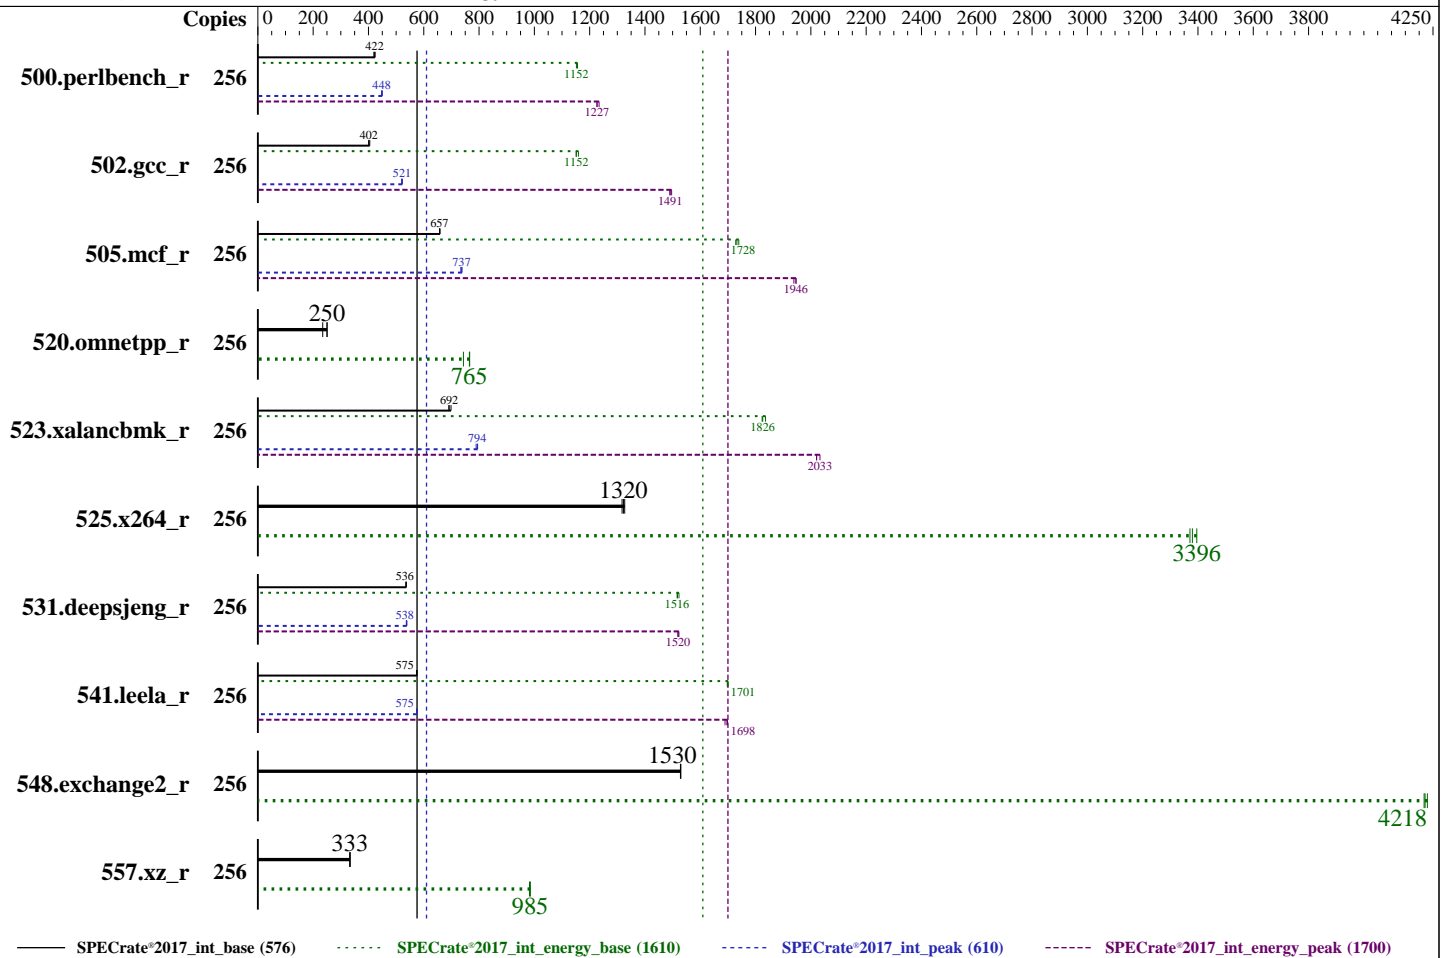 Copies 0 200 400 600 800 1000 1200 1400 1600 1800 2000 2200 2400 2600 2800 3000 3200 3400 3600 3800 4250
422
500.perlbench_r 256
1152
448
1227
402
502.gcc_r 256
1152
521
1491
657
505.mcf_r 256
1728
737
1946
250
520.omnetpp_r 256
765
692
523.xalancbmk_r 256
1826
794
2033
1320
525.x264_r 256
3396
536
531.deepsjeng_r 256
1516
538
1520
575
541.leela_r 256
1701
575
1698
1530
548.exchange2_r 256
4218
333
557.xz_r 256
985
SPECrate®2017_int_base (576) SPECrate®2017_int_energy_base (1610) SPECrate®2017_int_peak (610) SPECrate®2017_int_energy_peak (1700)